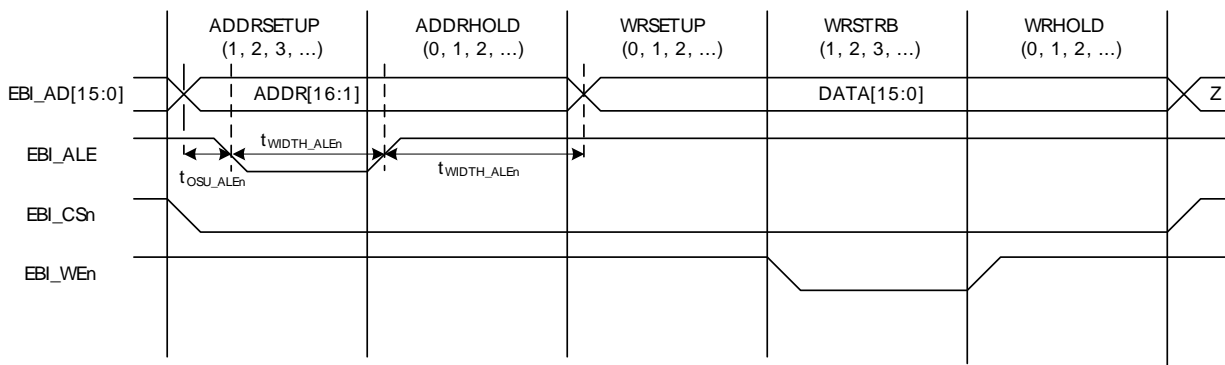 ADDRSETUP ADDRHOLD WRSETUP WRSTRB WRHOLD
(1, 2, 3, ...) (0, 1, 2, ...) (0, 1, 2, ...) (1, 2, 3, ...) (0, 1, 2, ...)
EBI_AD[15:0] ADDR[16:1] DATA[15:0] Z
EBI_ALE tWIDTH_ALEn
tOSU_ALEn tWIDTH_ALEn
EBI_CSn
EBI_WEn